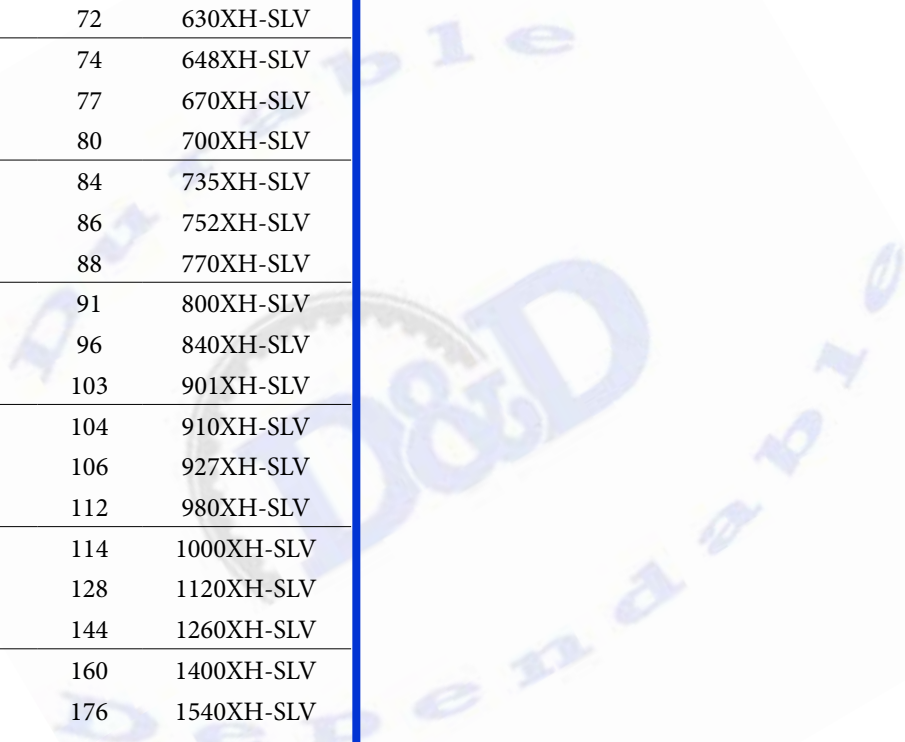 72 630XH-SLV
74 648XH-SLV
77 670XH-SLV
80 700XH-SLV
84 735XH-SLV
86 752XH-SLV
88 770XH-SLV
91 800XH-SLV
96 840XH-SLV
103 901XH-SLV
104 910XH-SLV
106 927XH-SLV
112 980XH-SLV
114 1000XH-SLV
128 1120XH-SLV
144 1260XH-SLV
160 1400XH-SLV
176 1540XH-SLV
Durable
D&D
Dependable